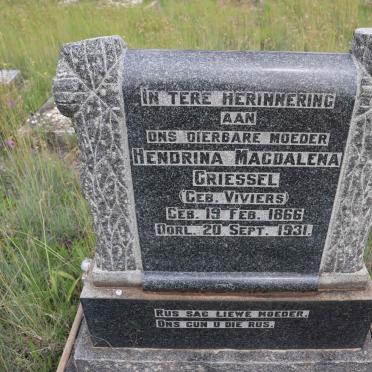 IN TERE HERINNERING
AAN
ONS DIERBARE MOEDER
HENDRINA MAGDALENA
GRIESSEL
(GEB. VIVIERS)
GEB. 19 FEB. 1866
OORL. 20 SEPT. 1931.
RUS SAG LIEWE MOEDER.
ONS GUN U DIE RUS.